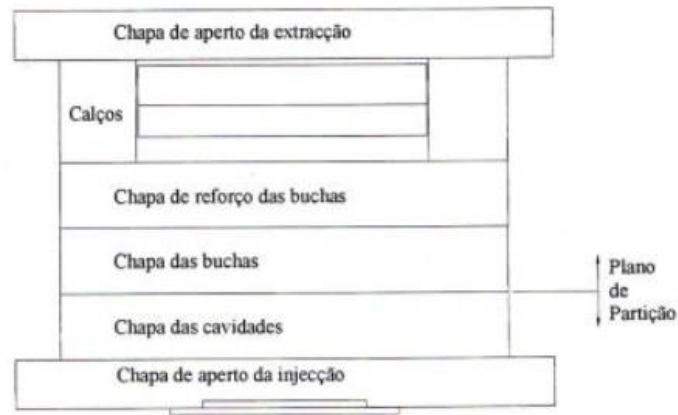 Chapa de aperto da extracção
Calços
Chapa de reforço das buchas
Chapa das buchas
Plano
de
Partição
Chapa das cavidades
Chapa de aperto da injecção